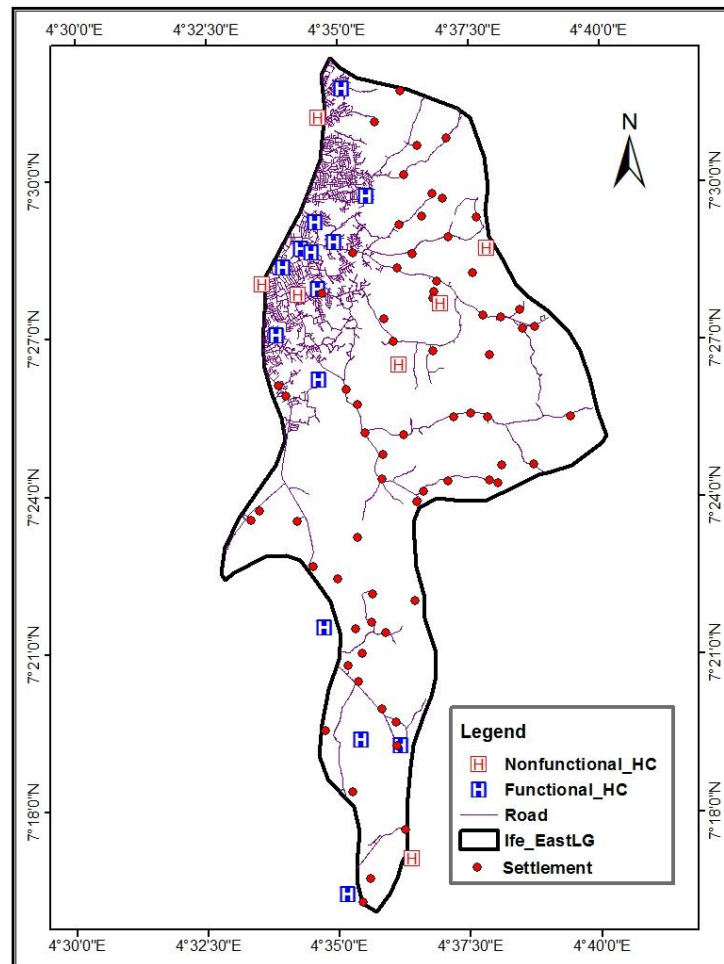 4°30'0"E 4°32'30"E 4°35'0"E 4°37'30"E 4°40'0"E
N
H
H
7°30'0"N 7°30'0"N
H
H
H
H H
H
H
H
H H
H
7°27'0"N 7°27'0"N
H
H
H
7°24'0"N 7°24'0"N
H
7°21'0"N 7°21'0"N
H
H
Legend
H Nonfunctional_HC
H Functional_HC
7°18'0"N 7°18'0"N
Road
Ife_EastLG
Settlement
H
H
4°30'0"E 4°32'30"E 4°35'0"E 4°37'30"E 4°40'0"E